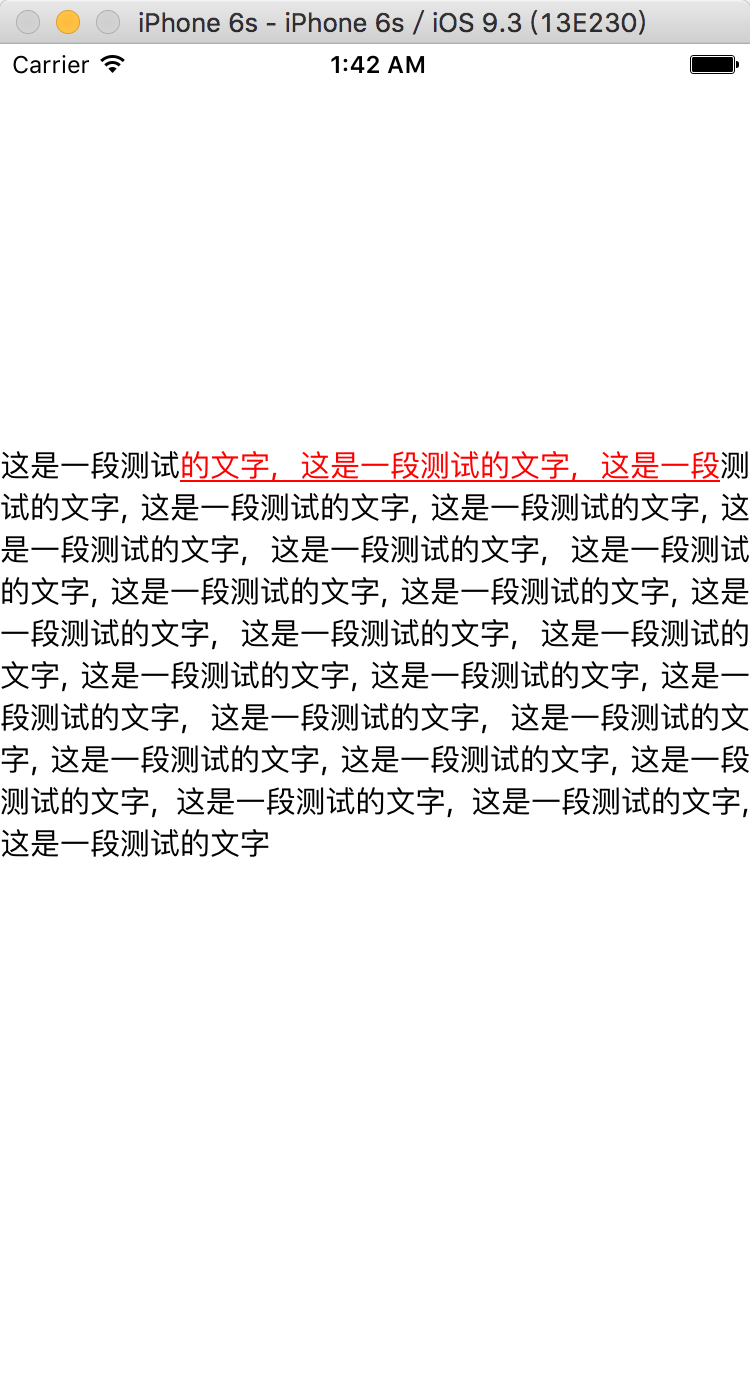 iPhone 6s - iPhone 6s / iOS 9.3 (13E230)
Carrier 1:42 AM
这是一段测试的文字，这是一段测试的文字，这是一段测
试的文字, 这是一段测试的文字, 这是一段测试的文字, 这
是一段测试的文字，这是一段测试的文字，这是一段测试
的文字, 这是一段测试的文字, 这是一段测试的文字, 这是
一段测试的文字，这是一段测试的文字，这是一段测试的
文字, 这是一段测试的文字, 这是一段测试的文字, 这是一
段测试的文字，这是一段测试的文字，这是一段测试的文
字, 这是一段测试的文字, 这是一段测试的文字, 这是一段
测试的文字，这是一段测试的文字，这是一段测试的文字,
这是一段测试的文字